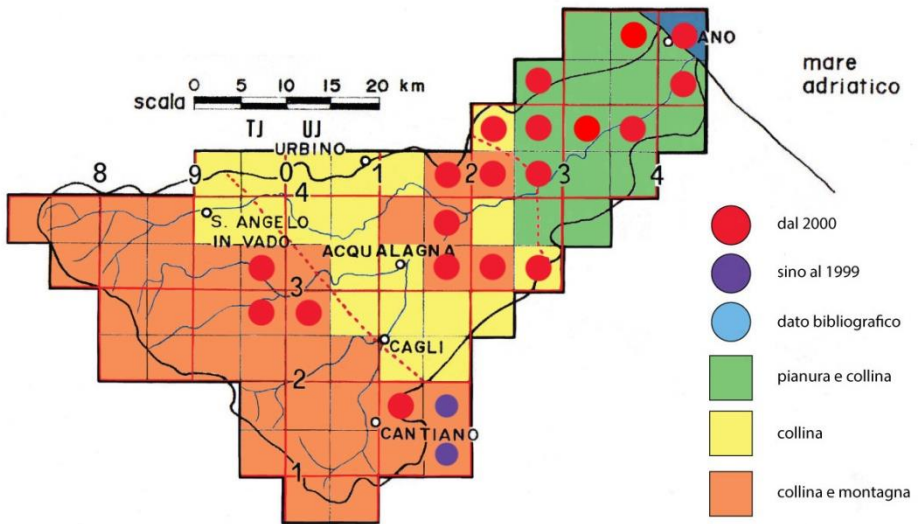 ANO
mare
adriatico
0 5 10 15 20 km
scala
TJ UJ
URBINO
8 9 0 1 2 3 4
4
S. ANGELO
IN VADO
ACQUALAGNA
3
CAGLI
2
CANTIANO
1
dal 2000
sino al 1999
dato bibliografico
pianura e collina
collina
collina e montagna